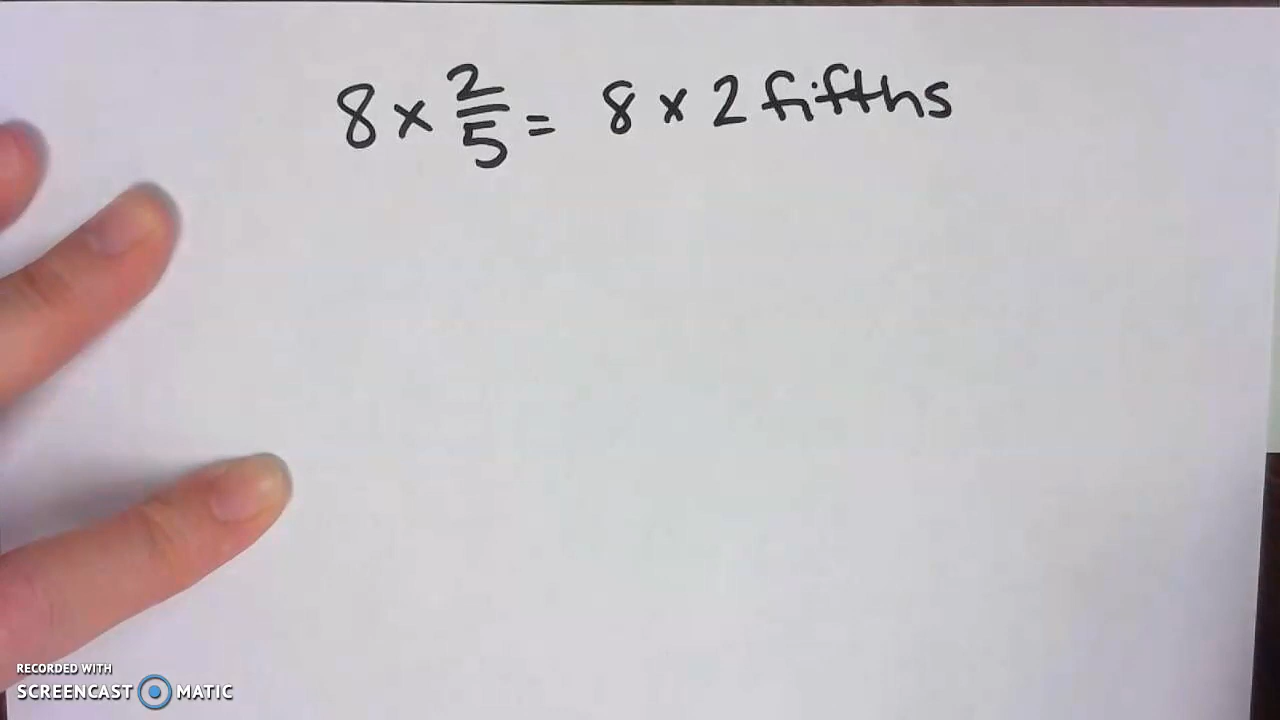 8 × 2/5 = 8 × 2 fifths
RECORDED WITH
SCREENCAST MATIC